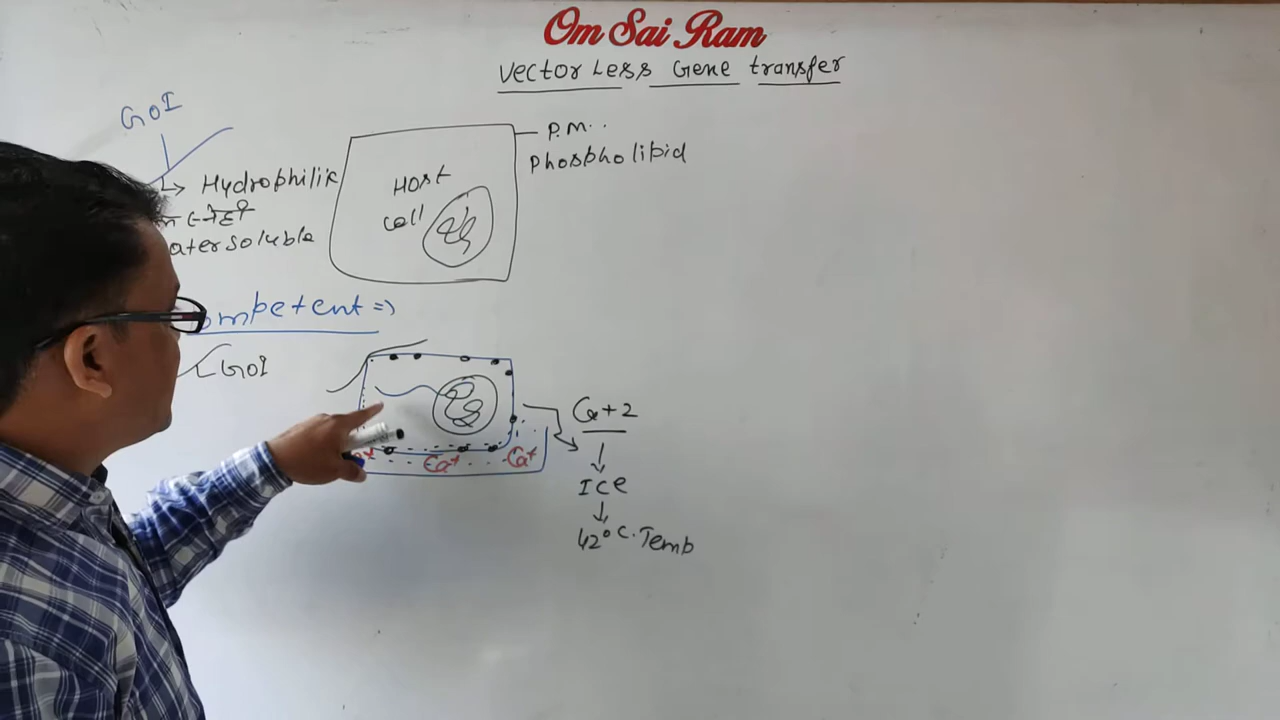 Om Sai Ram
Vector Less Gene transfer
GOI
P.M..
Phospholipid
Hydrophilic
Host
cell
ater soluble
ompetent =>
GOI
Ca+2
Ca+
Ca+
ICE
42° C. Temp